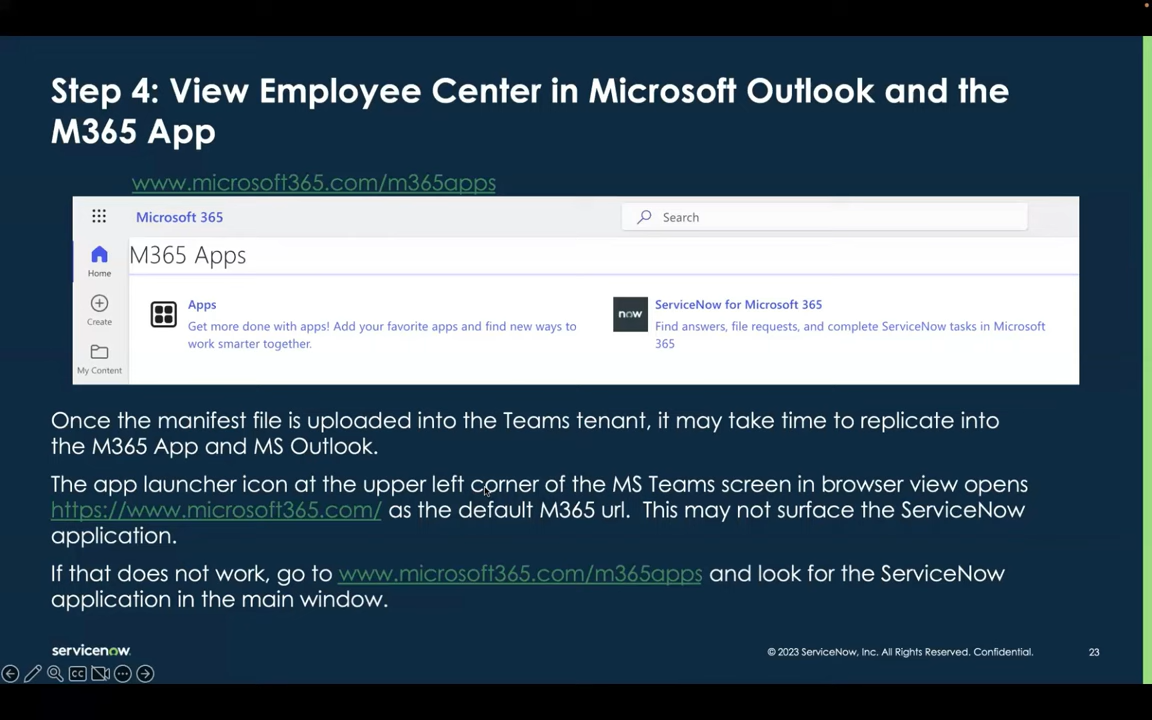 Step 4: View Employee Center in Microsoft Outlook and the
M365 App
www.microsoft365.com/m365apps
Microsoft 365
Search
M365 Apps
Home
Create
My Content
Apps
Get more done with apps! Add your favorite apps and find new ways to
work smarter together.
now
ServiceNow for Microsoft 365
Find answers, file requests, and complete ServiceNow tasks in Microsoft
365
Once the manifest file is uploaded into the Teams tenant, it may take time to replicate into
the M365 App and MS Outlook.
The app launcher icon at the upper left corner of the MS Teams screen in browser view opens
https://www.microsoft365.com/ as the default M365 url.  This may not surface the ServiceNow
application.
If that does not work, go to www.microsoft365.com/m365apps and look for the ServiceNow
application in the main window.
servicenow.
© 2023 ServiceNow, Inc. All Rights Reserved. Confidential.
23
CC